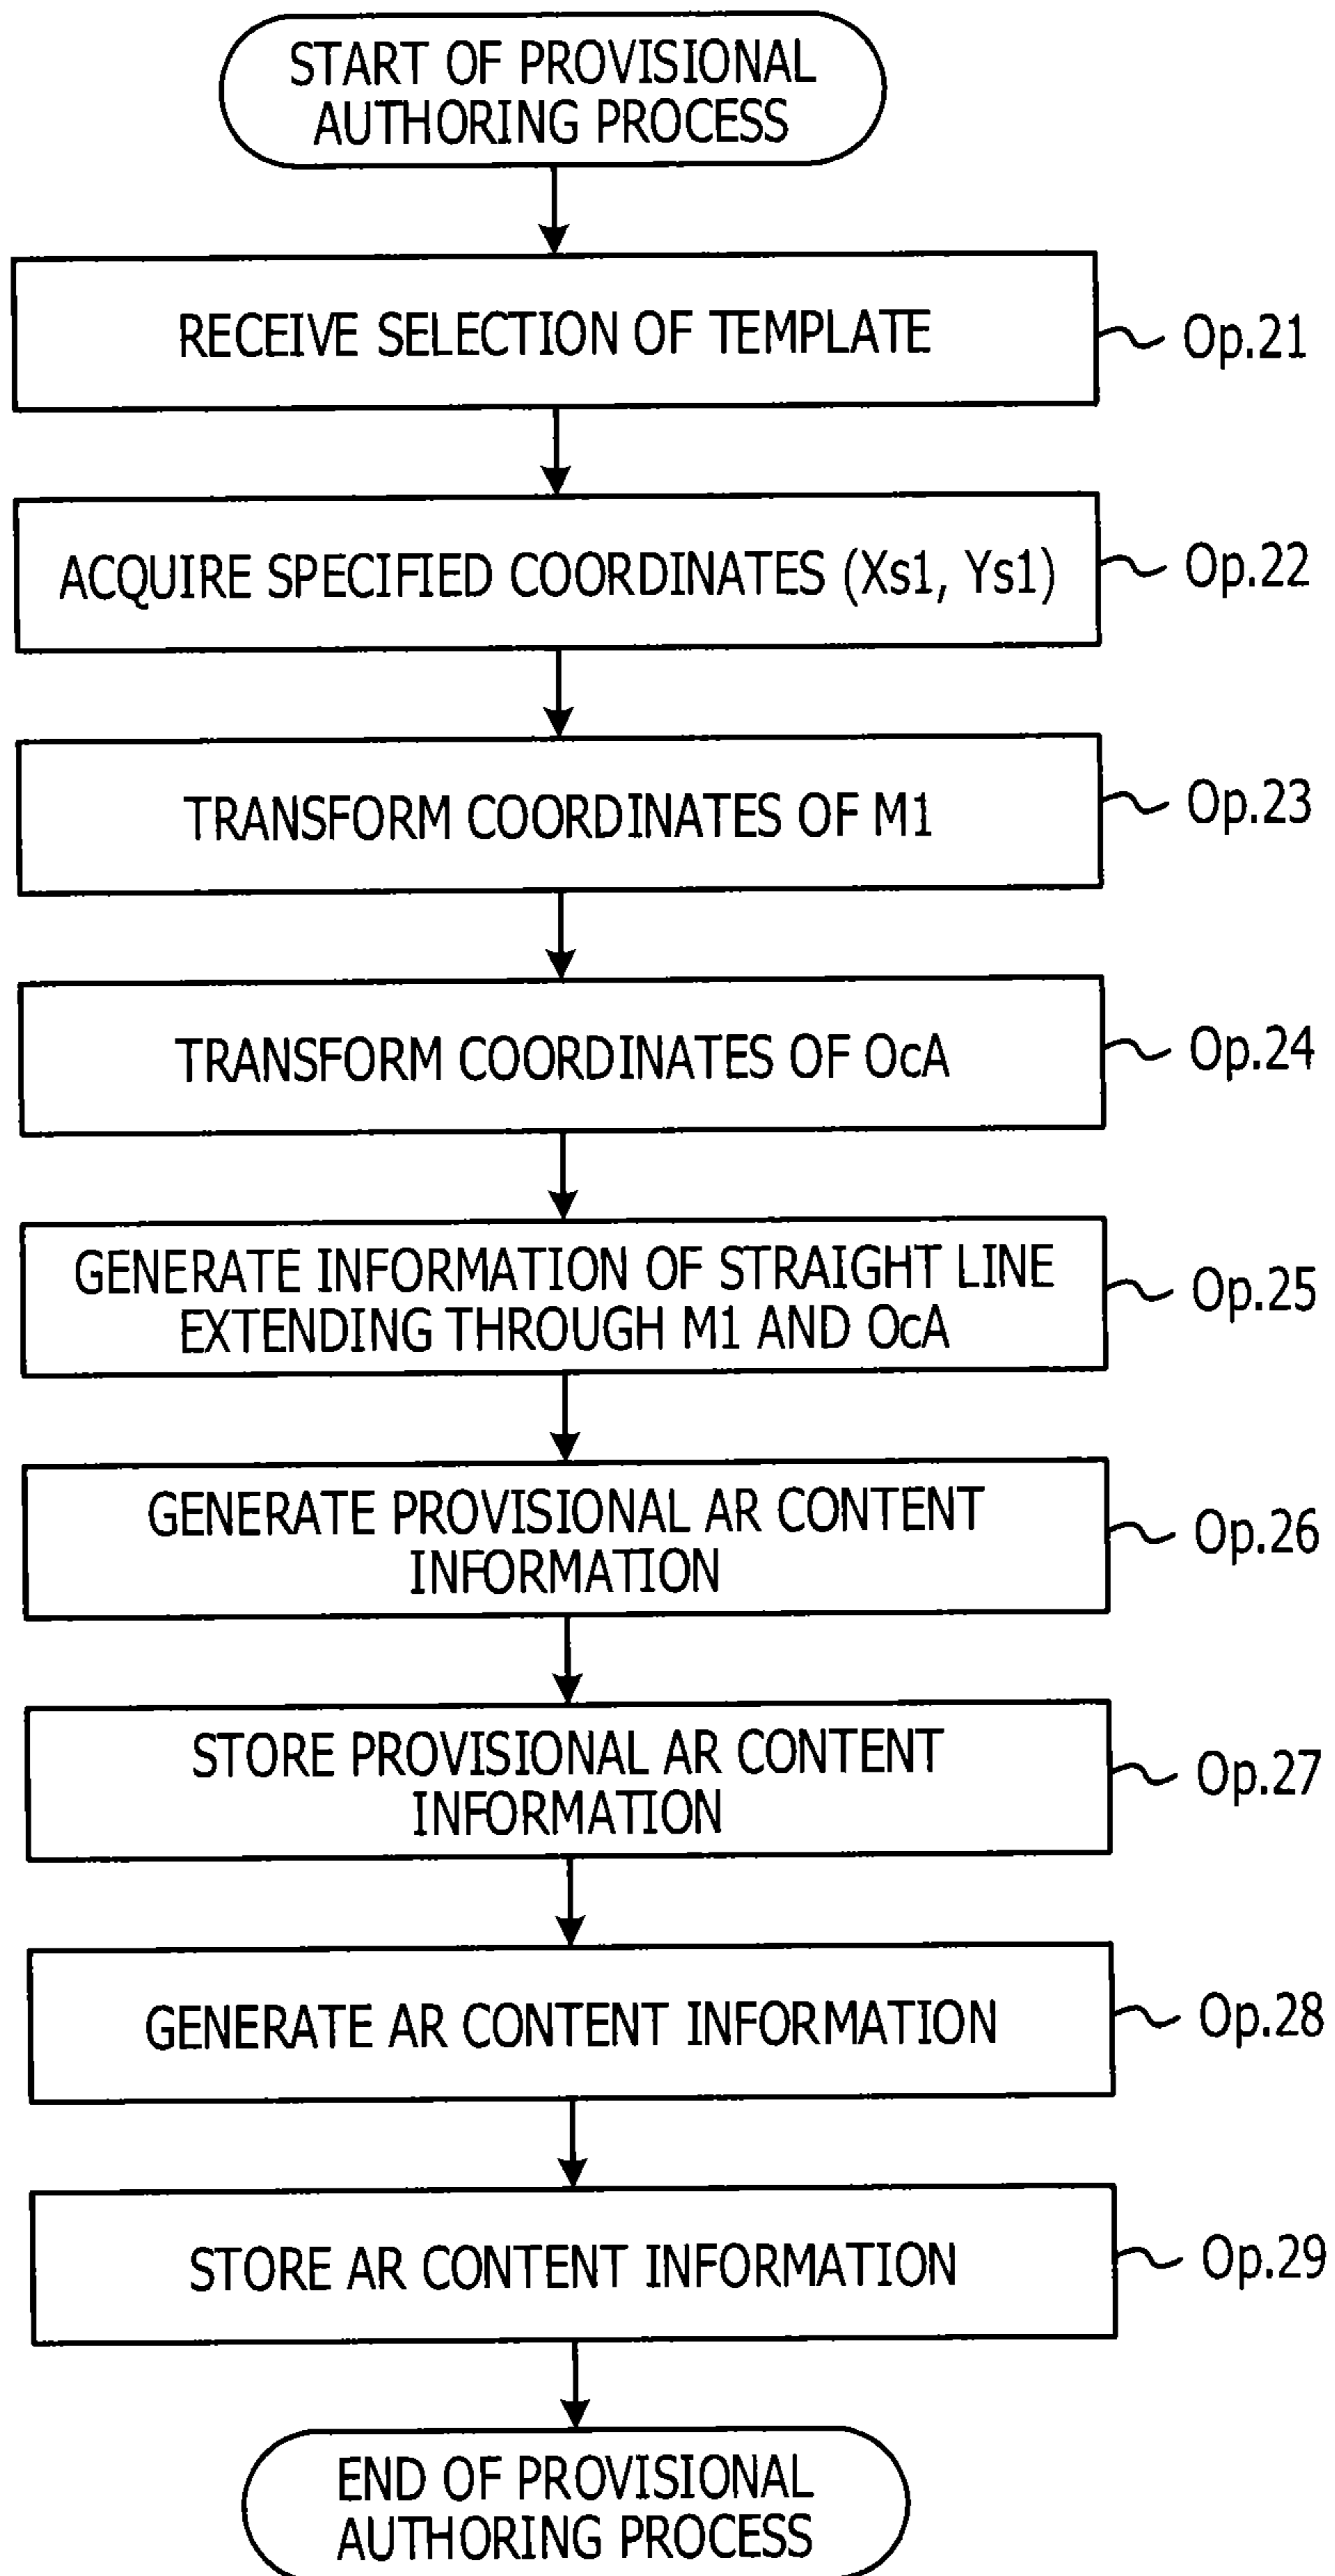 START OF PROVISIONAL
AUTHORING PROCESS
RECEIVE SELECTION OF TEMPLATE
Op.21
ACQUIRE SPECIFIED COORDINATES (Xs1, Ys1)
Op.22
TRANSFORM COORDINATES OF M1
Op.23
TRANSFORM COORDINATES OF OcA
Op.24
GENERATE INFORMATION OF STRAIGHT LINE
EXTENDING THROUGH M1 AND OcA
Op.25
GENERATE PROVISIONAL AR CONTENT
INFORMATION
Op.26
STORE PROVISIONAL AR CONTENT
INFORMATION
Op.27
GENERATE AR CONTENT INFORMATION
Op.28
STORE AR CONTENT INFORMATION
Op.29
END OF PROVISIONAL
AUTHORING PROCESS